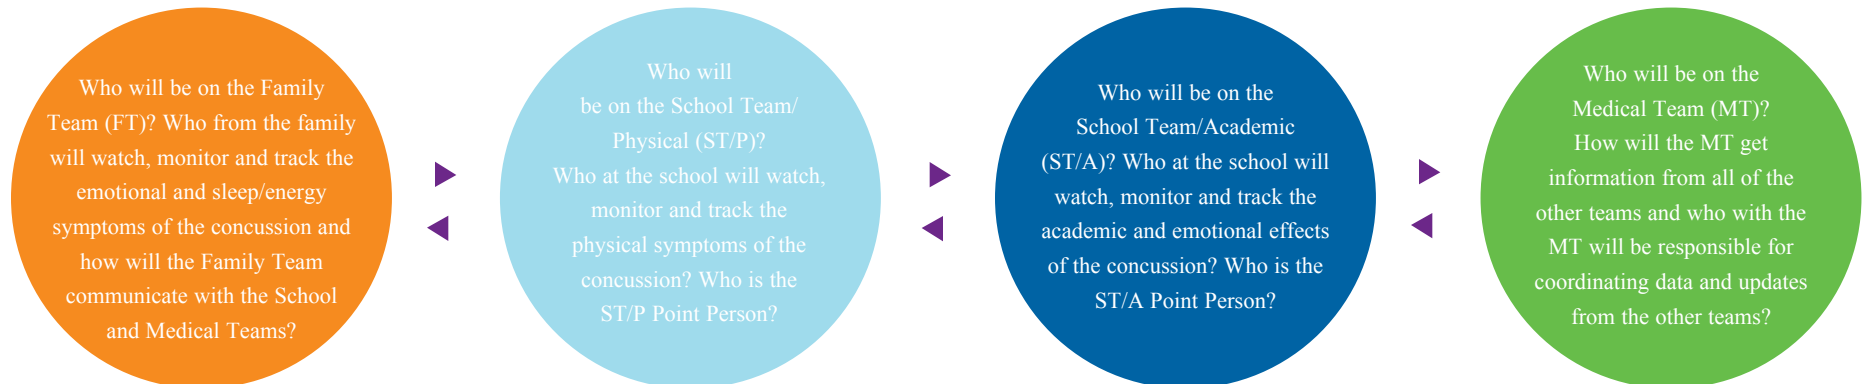 Who will be on the Family
Team (FT)? Who from the family
will watch, monitor and track the
emotional and sleep/energy
symptoms of the concussion and
how will the Family Team
communicate with the School
and Medical Teams?
Who will
be on the School Team/
Physical (ST/P)?
Who at the school will watch,
monitor and track the
physical symptoms of the
concussion? Who is the
ST/P Point Person?
Who will be on the
School Team/Academic
(ST/A)? Who at the school will
watch, monitor and track the
academic and emotional effects
of the concussion? Who is the
ST/A Point Person?
Who will be on the
Medical Team (MT)?
How will the MT get
information from all of the
other teams and who with the
MT will be responsible for
coordinating data and updates
from the other teams?